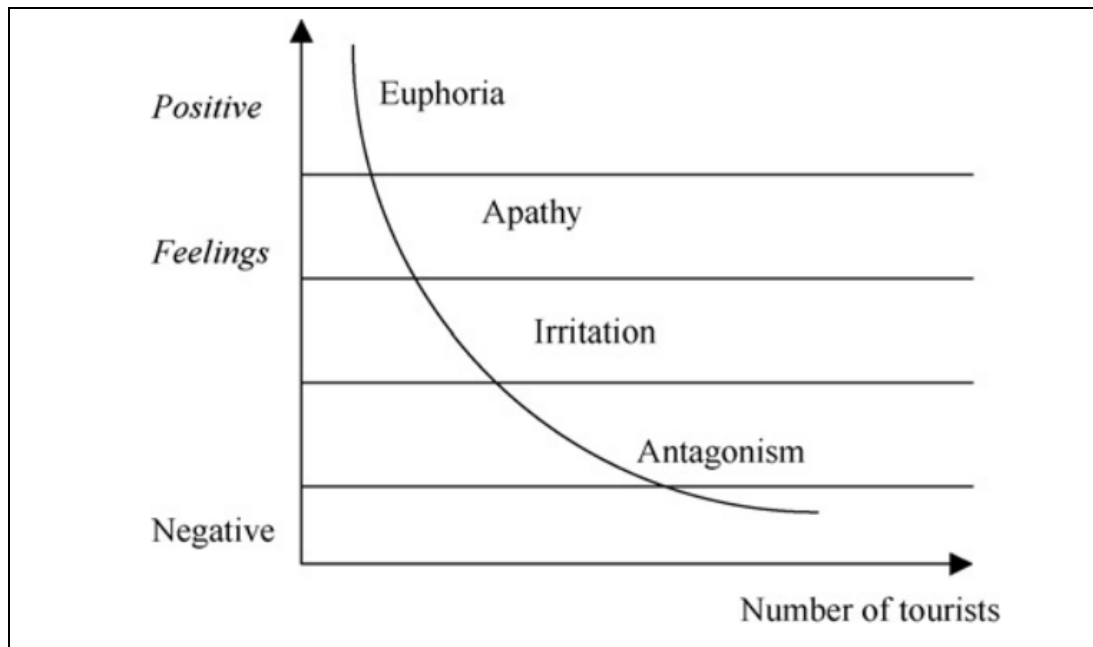 Euphoria
Positive
Apathy
Feelings
Irritation
Antagonism
Negative
Number of tourists